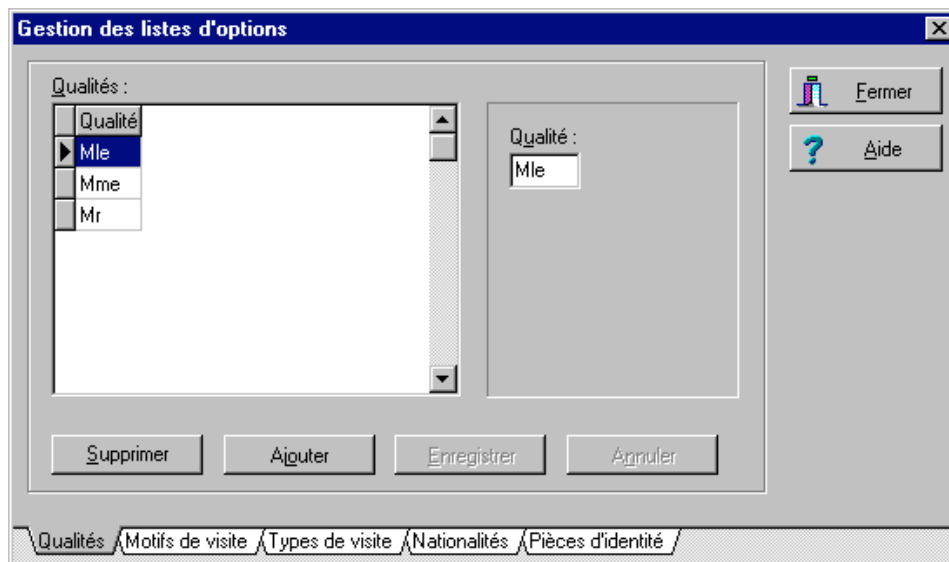 Gestion des listes d'options
Qualités :
Qualité
Mle
Mme
Mr
Qualité :
Mle
Fermer
Aide
Supprimer
Ajouter
Enregistrer
Annuler
Qualités
Motifs de visite
Types de visite
Nationalités
Pièces d'identité